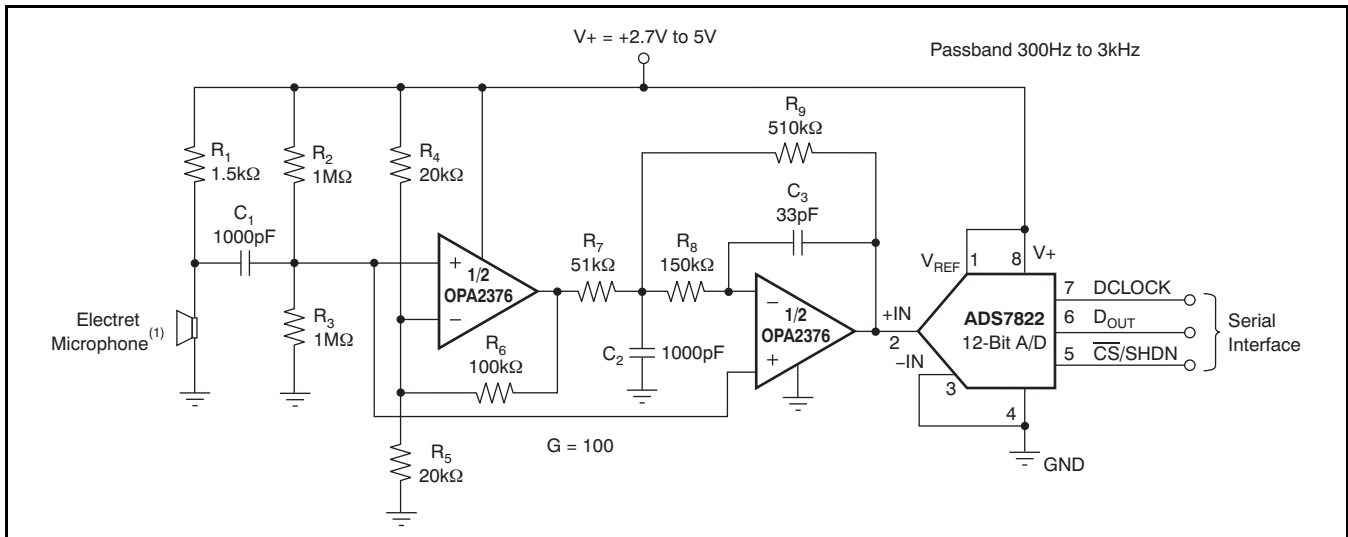 V+ = +2.7V to 5V
Passband 300Hz to 3kHz
R1
1.5kΩ
R2
1MΩ
R4
20kΩ
R9
510kΩ
C3
33pF
C1
1000pF
R7
51kΩ
R8
150kΩ
VREF
1
8
V+
+
1/2
OPA2376
−
−
1/2
OPA2376
+
7
DCLOCK
+IN
2
ADS7822
12-Bit A/D
6
DOUT
−IN
3
5
CS/SHDN
Serial
Interface
Electret
Microphone(1)
R3
1MΩ
R6
100kΩ
C2
1000pF
4
G = 100
R5
20kΩ
GND